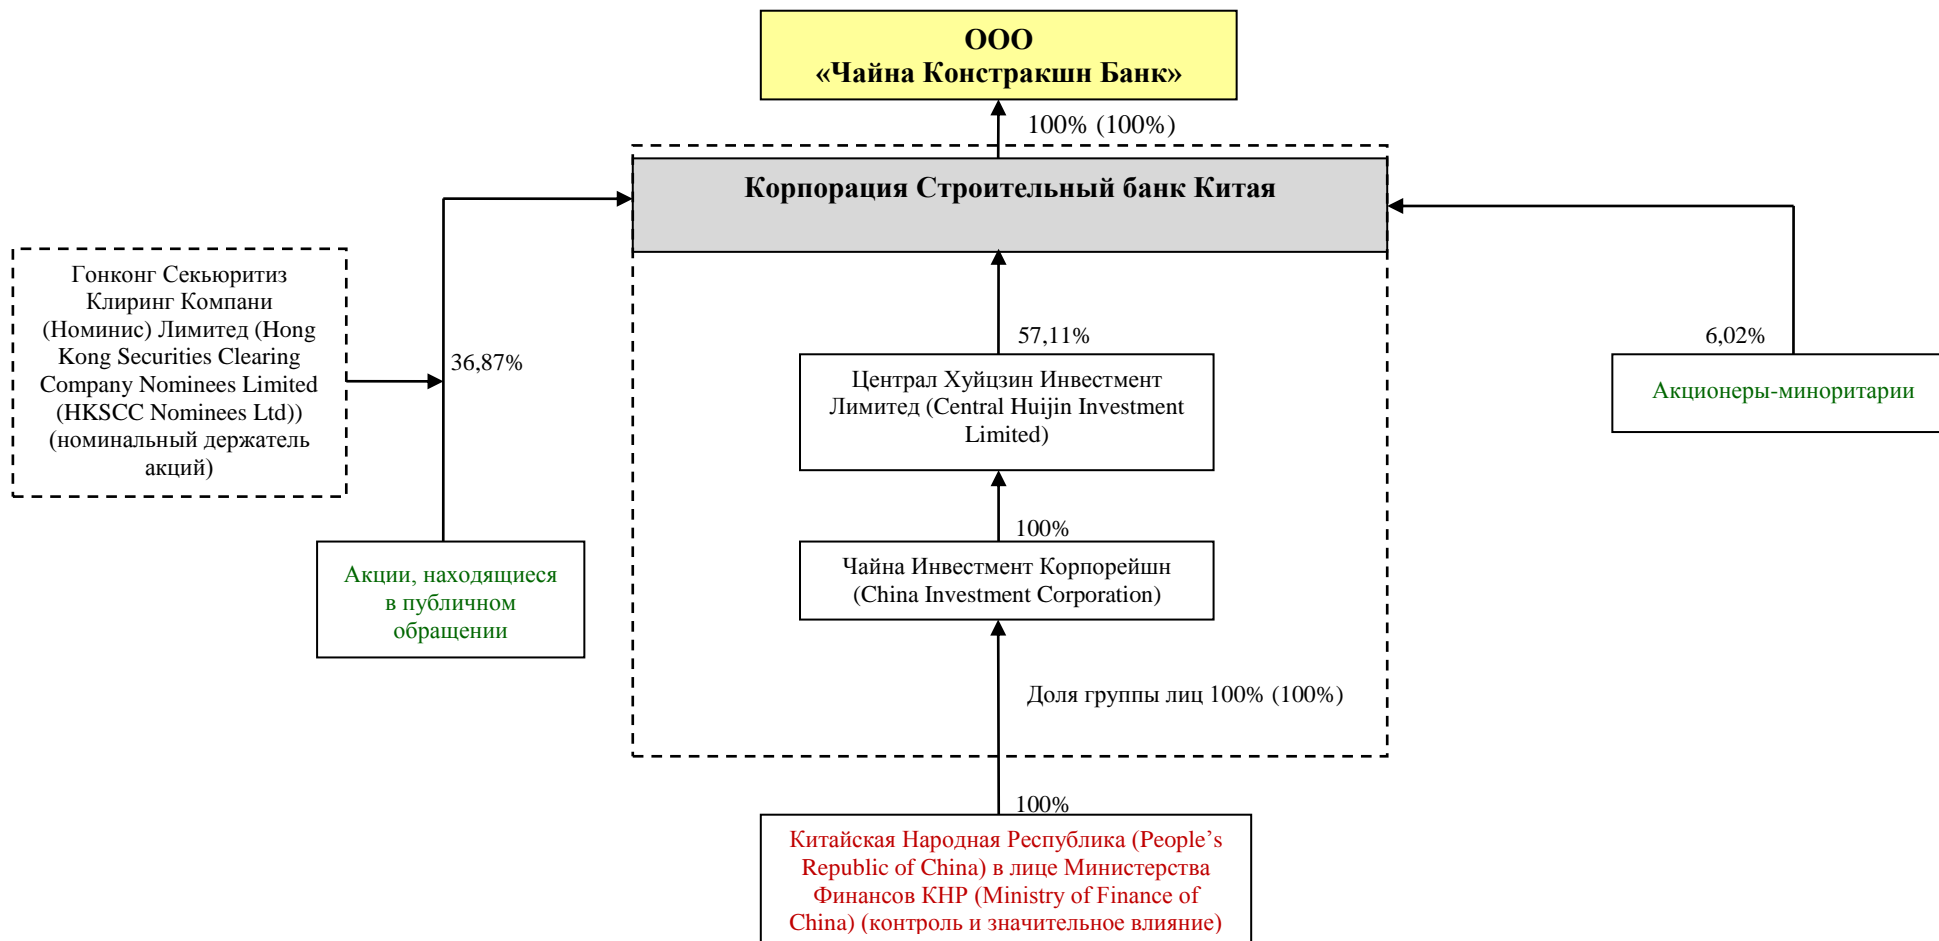 ООО
«Чайна Констракшн Банк»
100% (100%)
Корпорация Строительный банк Китая
Гонконг Секьюритиз
Клиринг Компани
(Номинис) Лимитед (Hong
Kong Securities Clearing
Company Nominees Limited
(HKSCC Nominees Ltd))
(номинальный держатель
акций)
36,87%
57,11%
6,02%
Централ Хуйцзин Инвестмент
Лимитед (Central Huijin Investment
Limited)
Акционеры-миноритарии
100%
Акции, находящиеся
в публичном
обращении
Чайна Инвестмент Корпорейшн
(China Investment Corporation)
Доля группы лиц 100% (100%)
100%
Китайская Народная Республика (People’s
Republic of China) в лице Министерства
Финансов КНР (Ministry of Finance of
China) (контроль и значительное влияние)